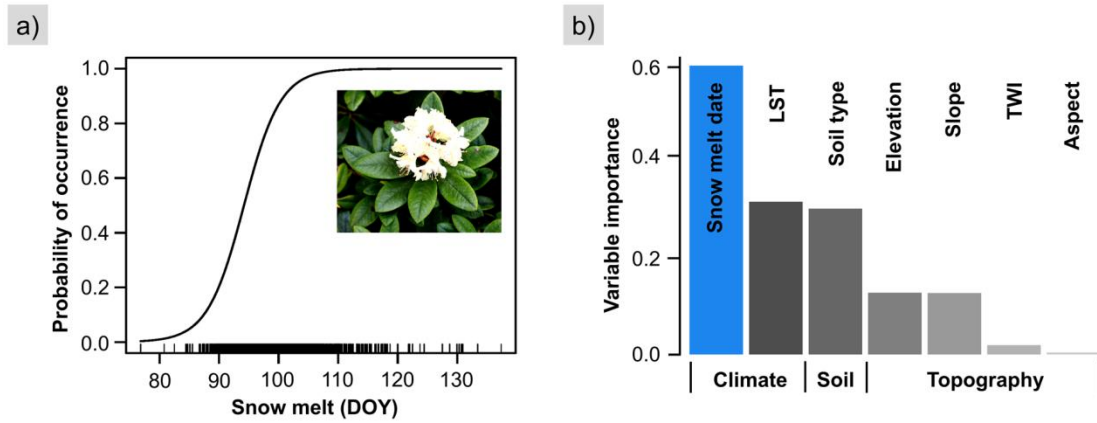 a)
Probability of occurrence
1.0
0.8
0.6
0.4
0.2
0.0
80 90 100 110 120 130
Snow melt (DOY)
b)
Variable importance
0.6
0.4
0.2
0.0
Snow melt date
LST
Soil type
Elevation
Slope
TWI
Aspect
Climate Soil Topography